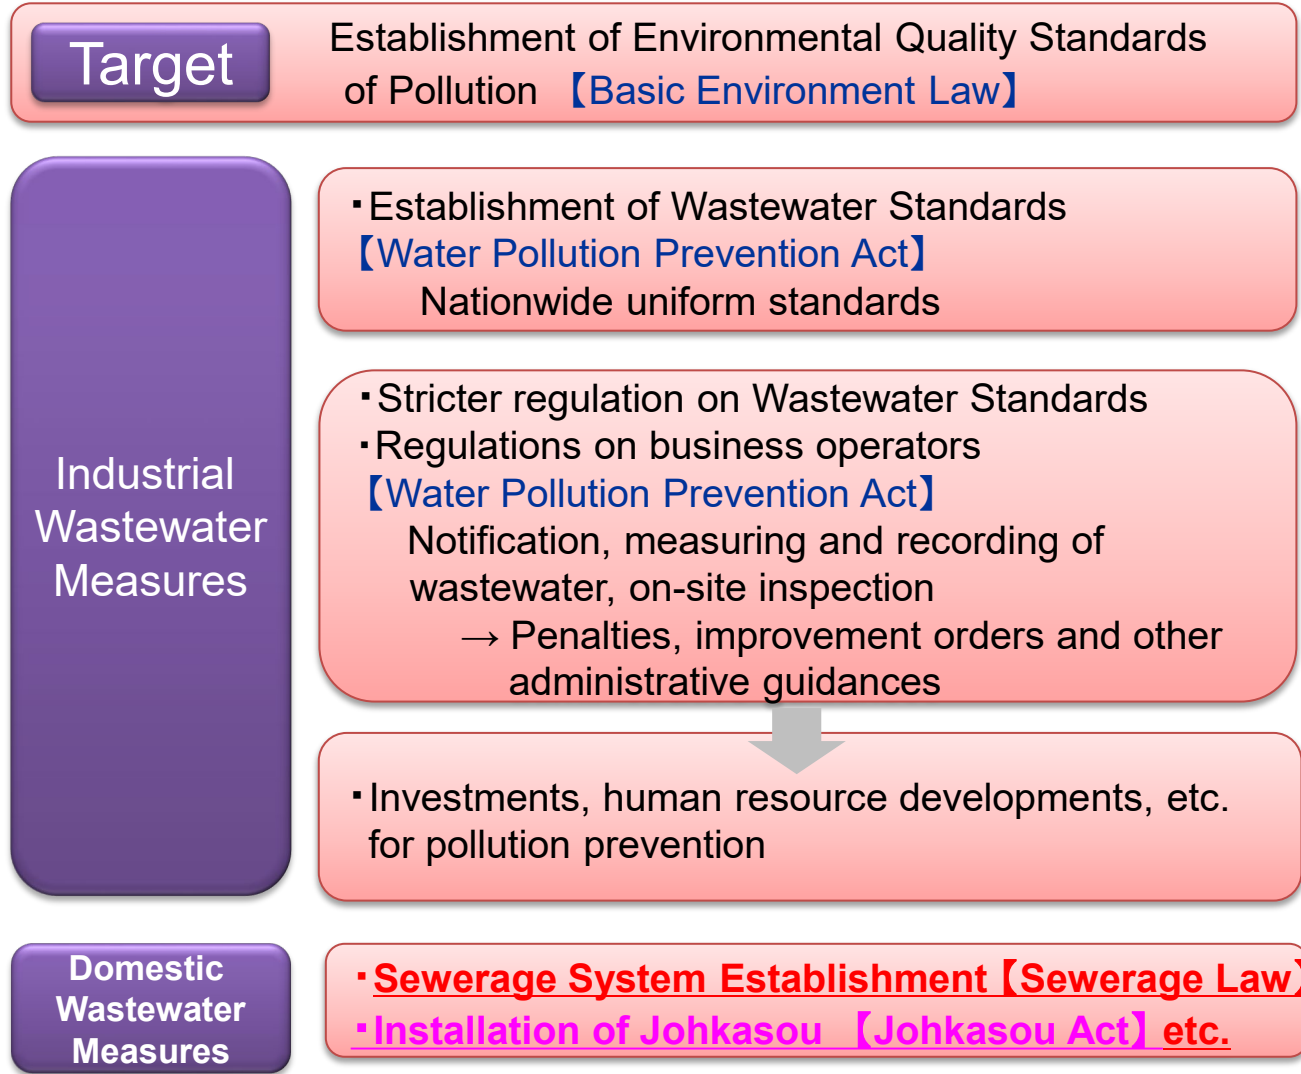 Target
Establishment of Environmental Quality Standards
of Pollution 【Basic Environment Law】
Industrial
Wastewater
Measures
▪Establishment of Wastewater Standards
【Water Pollution Prevention Act】
Nationwide uniform standards
▪Stricter regulation on Wastewater Standards
▪Regulations on business operators
【Water Pollution Prevention Act】
Notification, measuring and recording of
wastewater, on-site inspection
→ Penalties, improvement orders and other
administrative guidances
▪Investments, human resource developments, etc.
for pollution prevention
Domestic
Wastewater
Measures
▪Sewerage System Establishment【Sewerage Law】
▪Installation of Johkasou 【Johkasou Act】etc.